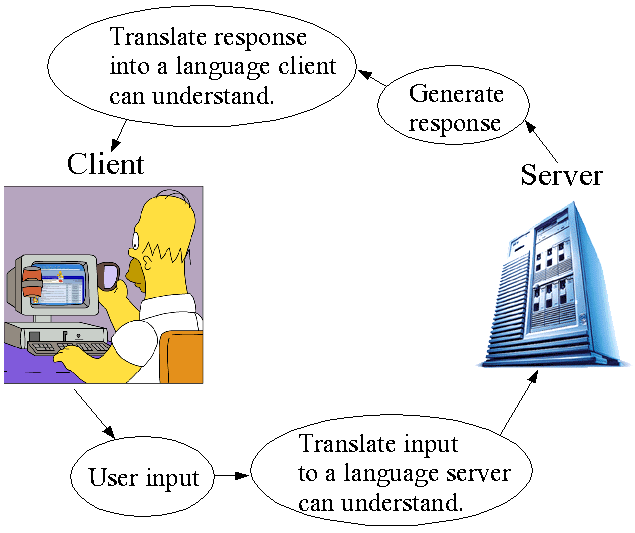 Translate response
into a language client
can understand.
Generate
response
Client
Server
User input
Translate input
to a language server
can understand.